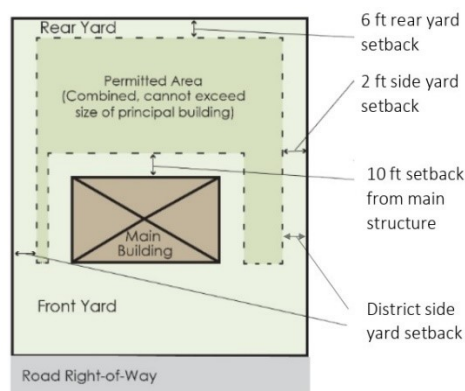 Rear Yard
6 ft rear yard
setback
Permitted Area
(Combined, cannot exceed
size of principal building)
2 ft side yard
setback
10 ft setback
from main
structure
Main
Building
Front Yard
District side
yard setback
Road Right-of-Way